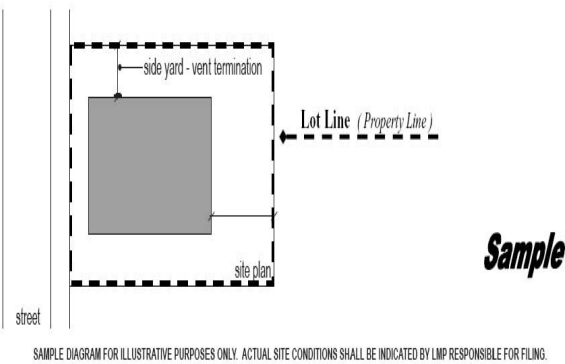 side yard - vent termination
Lot Line ( Property Line )
Sample
site plan
street
SAMPLE DIAGRAM FOR ILLUSTRATIVE PURPOSES ONLY. ACTUAL SITE CONDITIONS SHALL BE INDICATED BY LMP RESPONSIBLE FOR FILING.